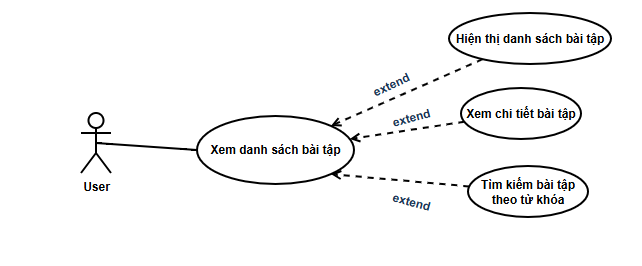 Hiện thị danh sách bài tập
extend
Xem chi tiết bài tập
extend
Xem danh sách bài tập
User
Tìm kiếm bài tập
theo từ khóa
extend